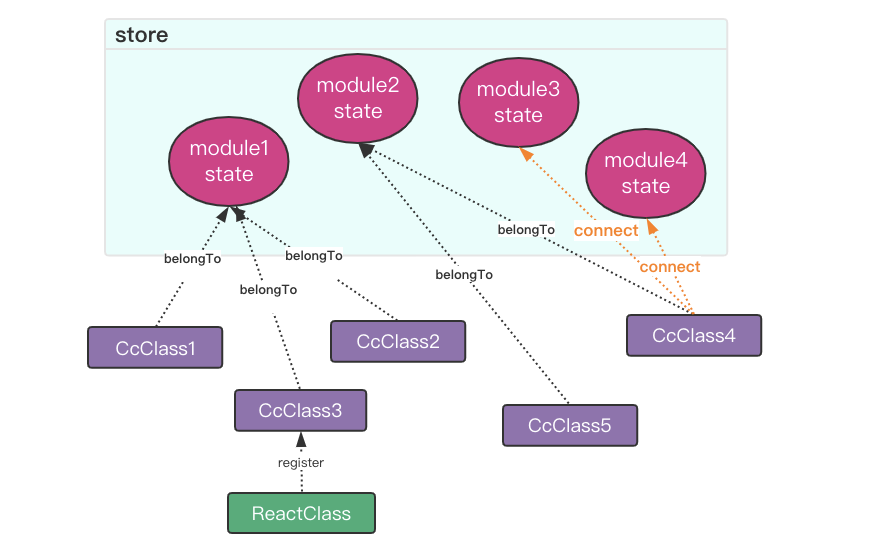 store
module2
state
module3
state
module1
state
module4
state
belongTo
belongTo
belongTo
connect
connect
belongTo
belongTo
CcClass1
CcClass2
CcClass4
CcClass3
CcClass5
register
ReactClass